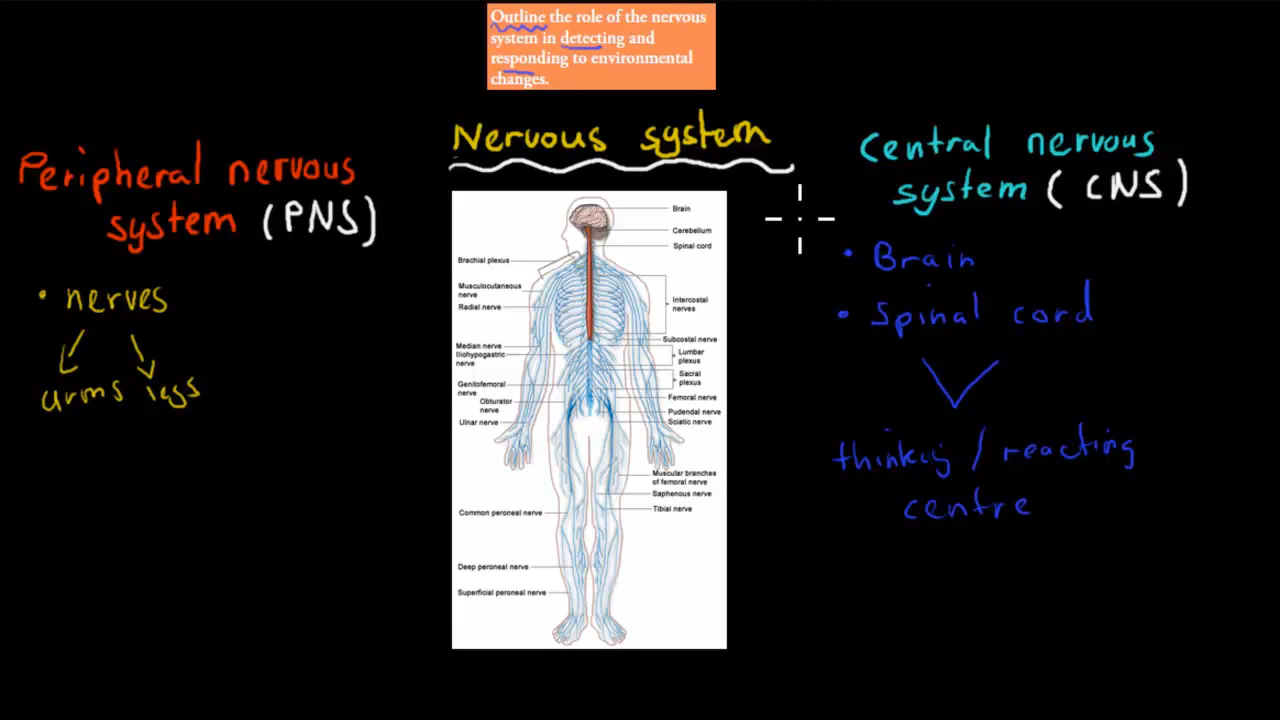 Outline the role of the nervous
system in detecting and
responding to environmental
changes.
Nervous system
Peripheral nervous
system (PNS)
• nerves
arms legs
Brain
Cerebellum
Spinal cord
Brachial plexus
Musculocutaneous
nerve
Radial nerve
Intercostal
nerves
Subcostal nerve
Median nerve
Iliohypogastric
nerve
Lumbar
plexus
Sacral
plexus
Genitofemoral
nerve
Obturator
nerve
Ulnar nerve
Femoral nerve
Pudendal nerve
Sciatic nerve
Muscular branches
of femoral nerve
Saphenous nerve
Tibial nerve
Common peroneal nerve
Deep peroneal nerve
Superficial peroneal nerve
Central nervous
system (CNS)
• Brain
• Spinal cord
thinking / reacting
centre